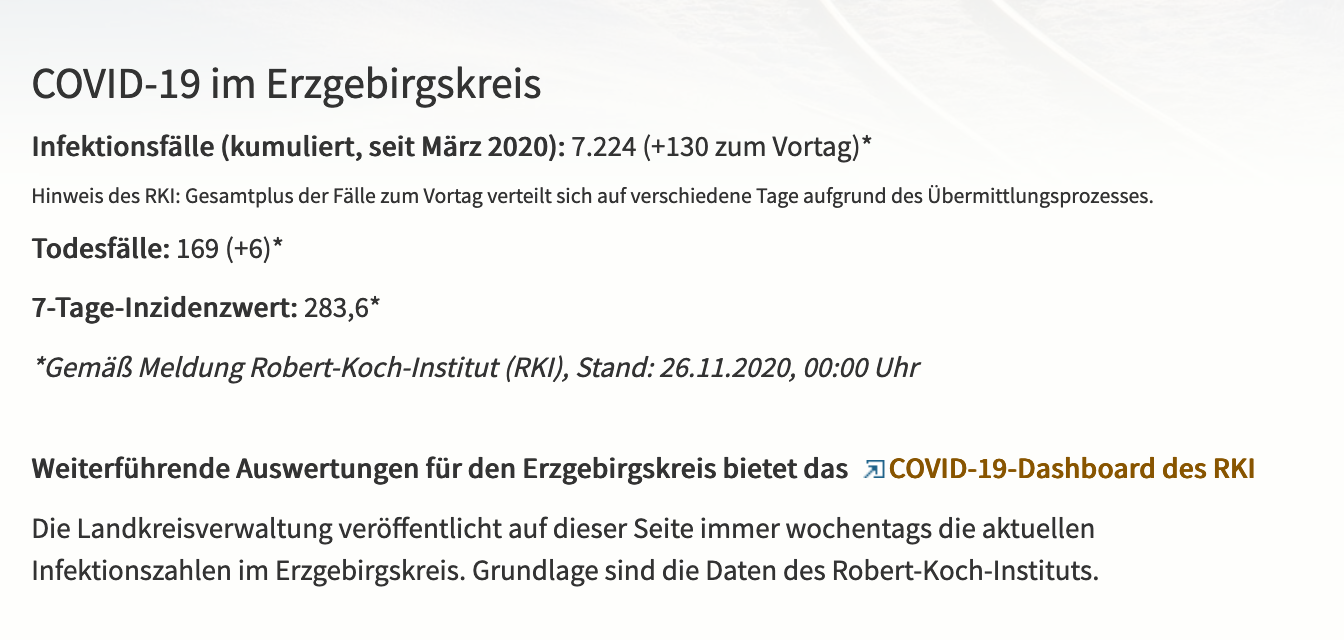 COVID-19 im Erzgebirgskreis
Infektionsfälle (kumuliert, seit März 2020): 7.224 (+130 zum Vortag)*
Hinweis des RKI: Gesamtplus der Fälle zum Vortag verteilt sich auf verschiedene Tage aufgrund des Übermittlungsprozesses.
Todesfälle: 169 (+6)*
7-Tage-Inzidenzwert: 283,6*
*Gemäß Meldung Robert-Koch-Institut (RKI), Stand: 26.11.2020, 00:00 Uhr
Weiterführende Auswertungen für den Erzgebirgskreis bietet das COVID-19-Dashboard des RKI
Die Landkreisverwaltung veröffentlicht auf dieser Seite immer wochentags die aktuellen
Infektionszahlen im Erzgebirgskreis. Grundlage sind die Daten des Robert-Koch-Instituts.